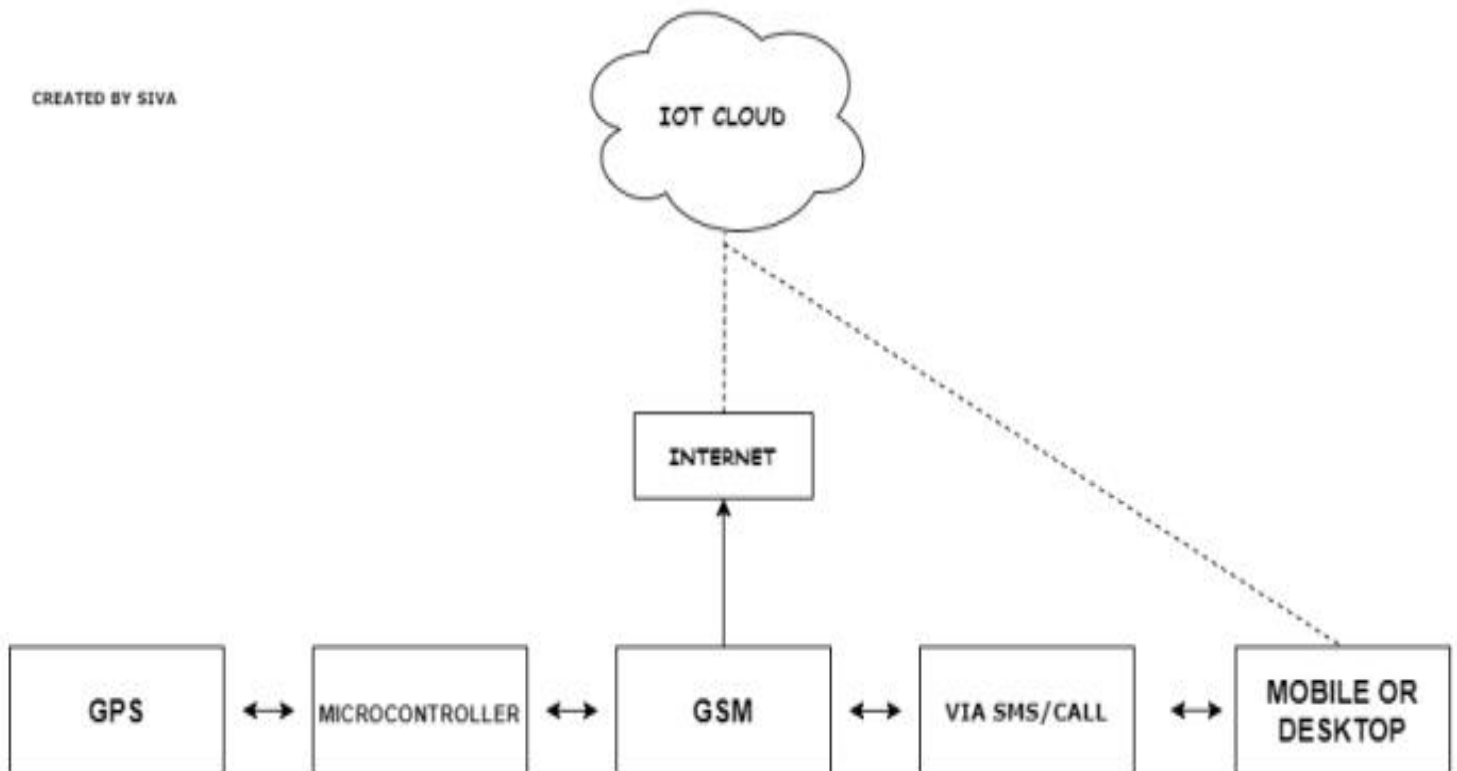 CREATED BY SIVA
IOT CLOUD
INTERNET
GPS
MICROCONTROLLER
GSM
VIA SMS/CALL
MOBILE OR
DESKTOP